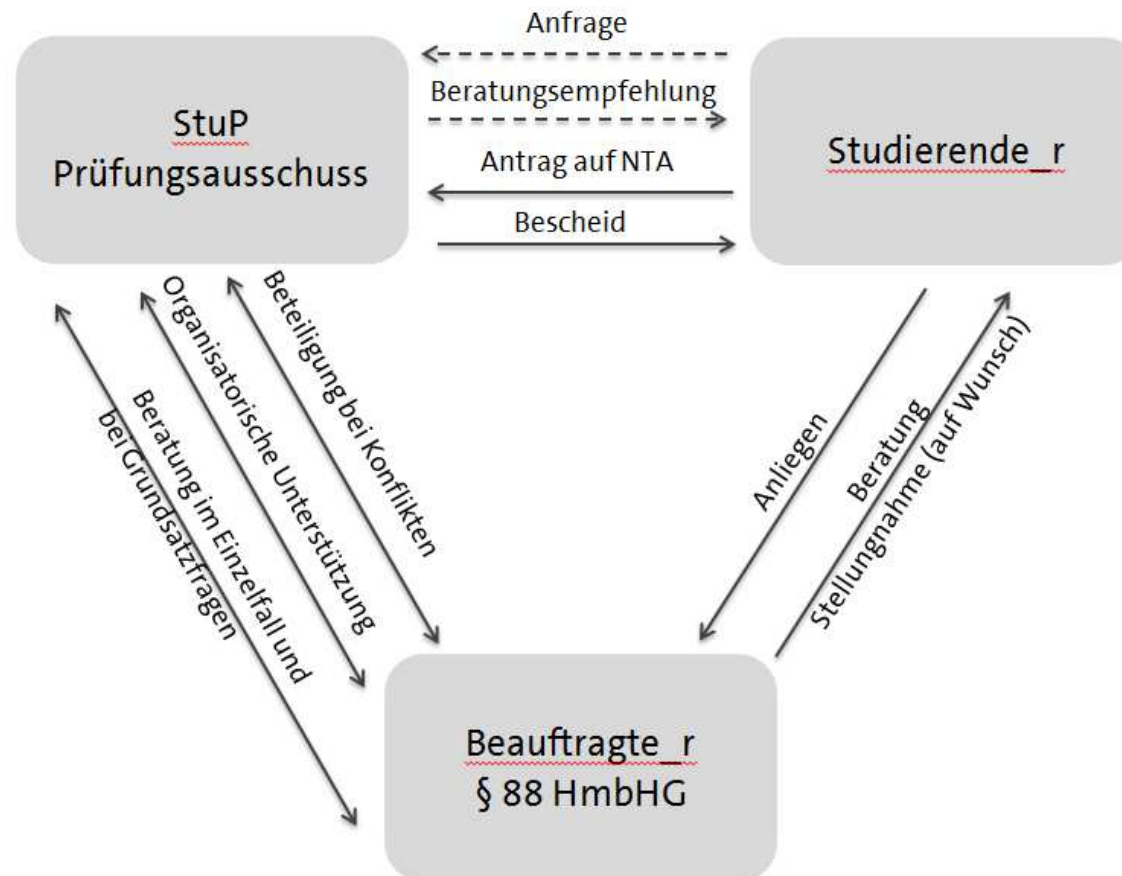 Anfrage
Beratungsempfehlung
Antrag auf NTA
Bescheid
StuP
Prüfungsausschuss
Studierende_r
Beteiligung bei Konflikten
Organisatorische Unterstützung
Beratung im Einzelfall und
bei Grundsatzfragen
Anliegen
Beratung
Stellungnahme (auf Wunsch)
Beauftragte_r
§ 88 HmbHG